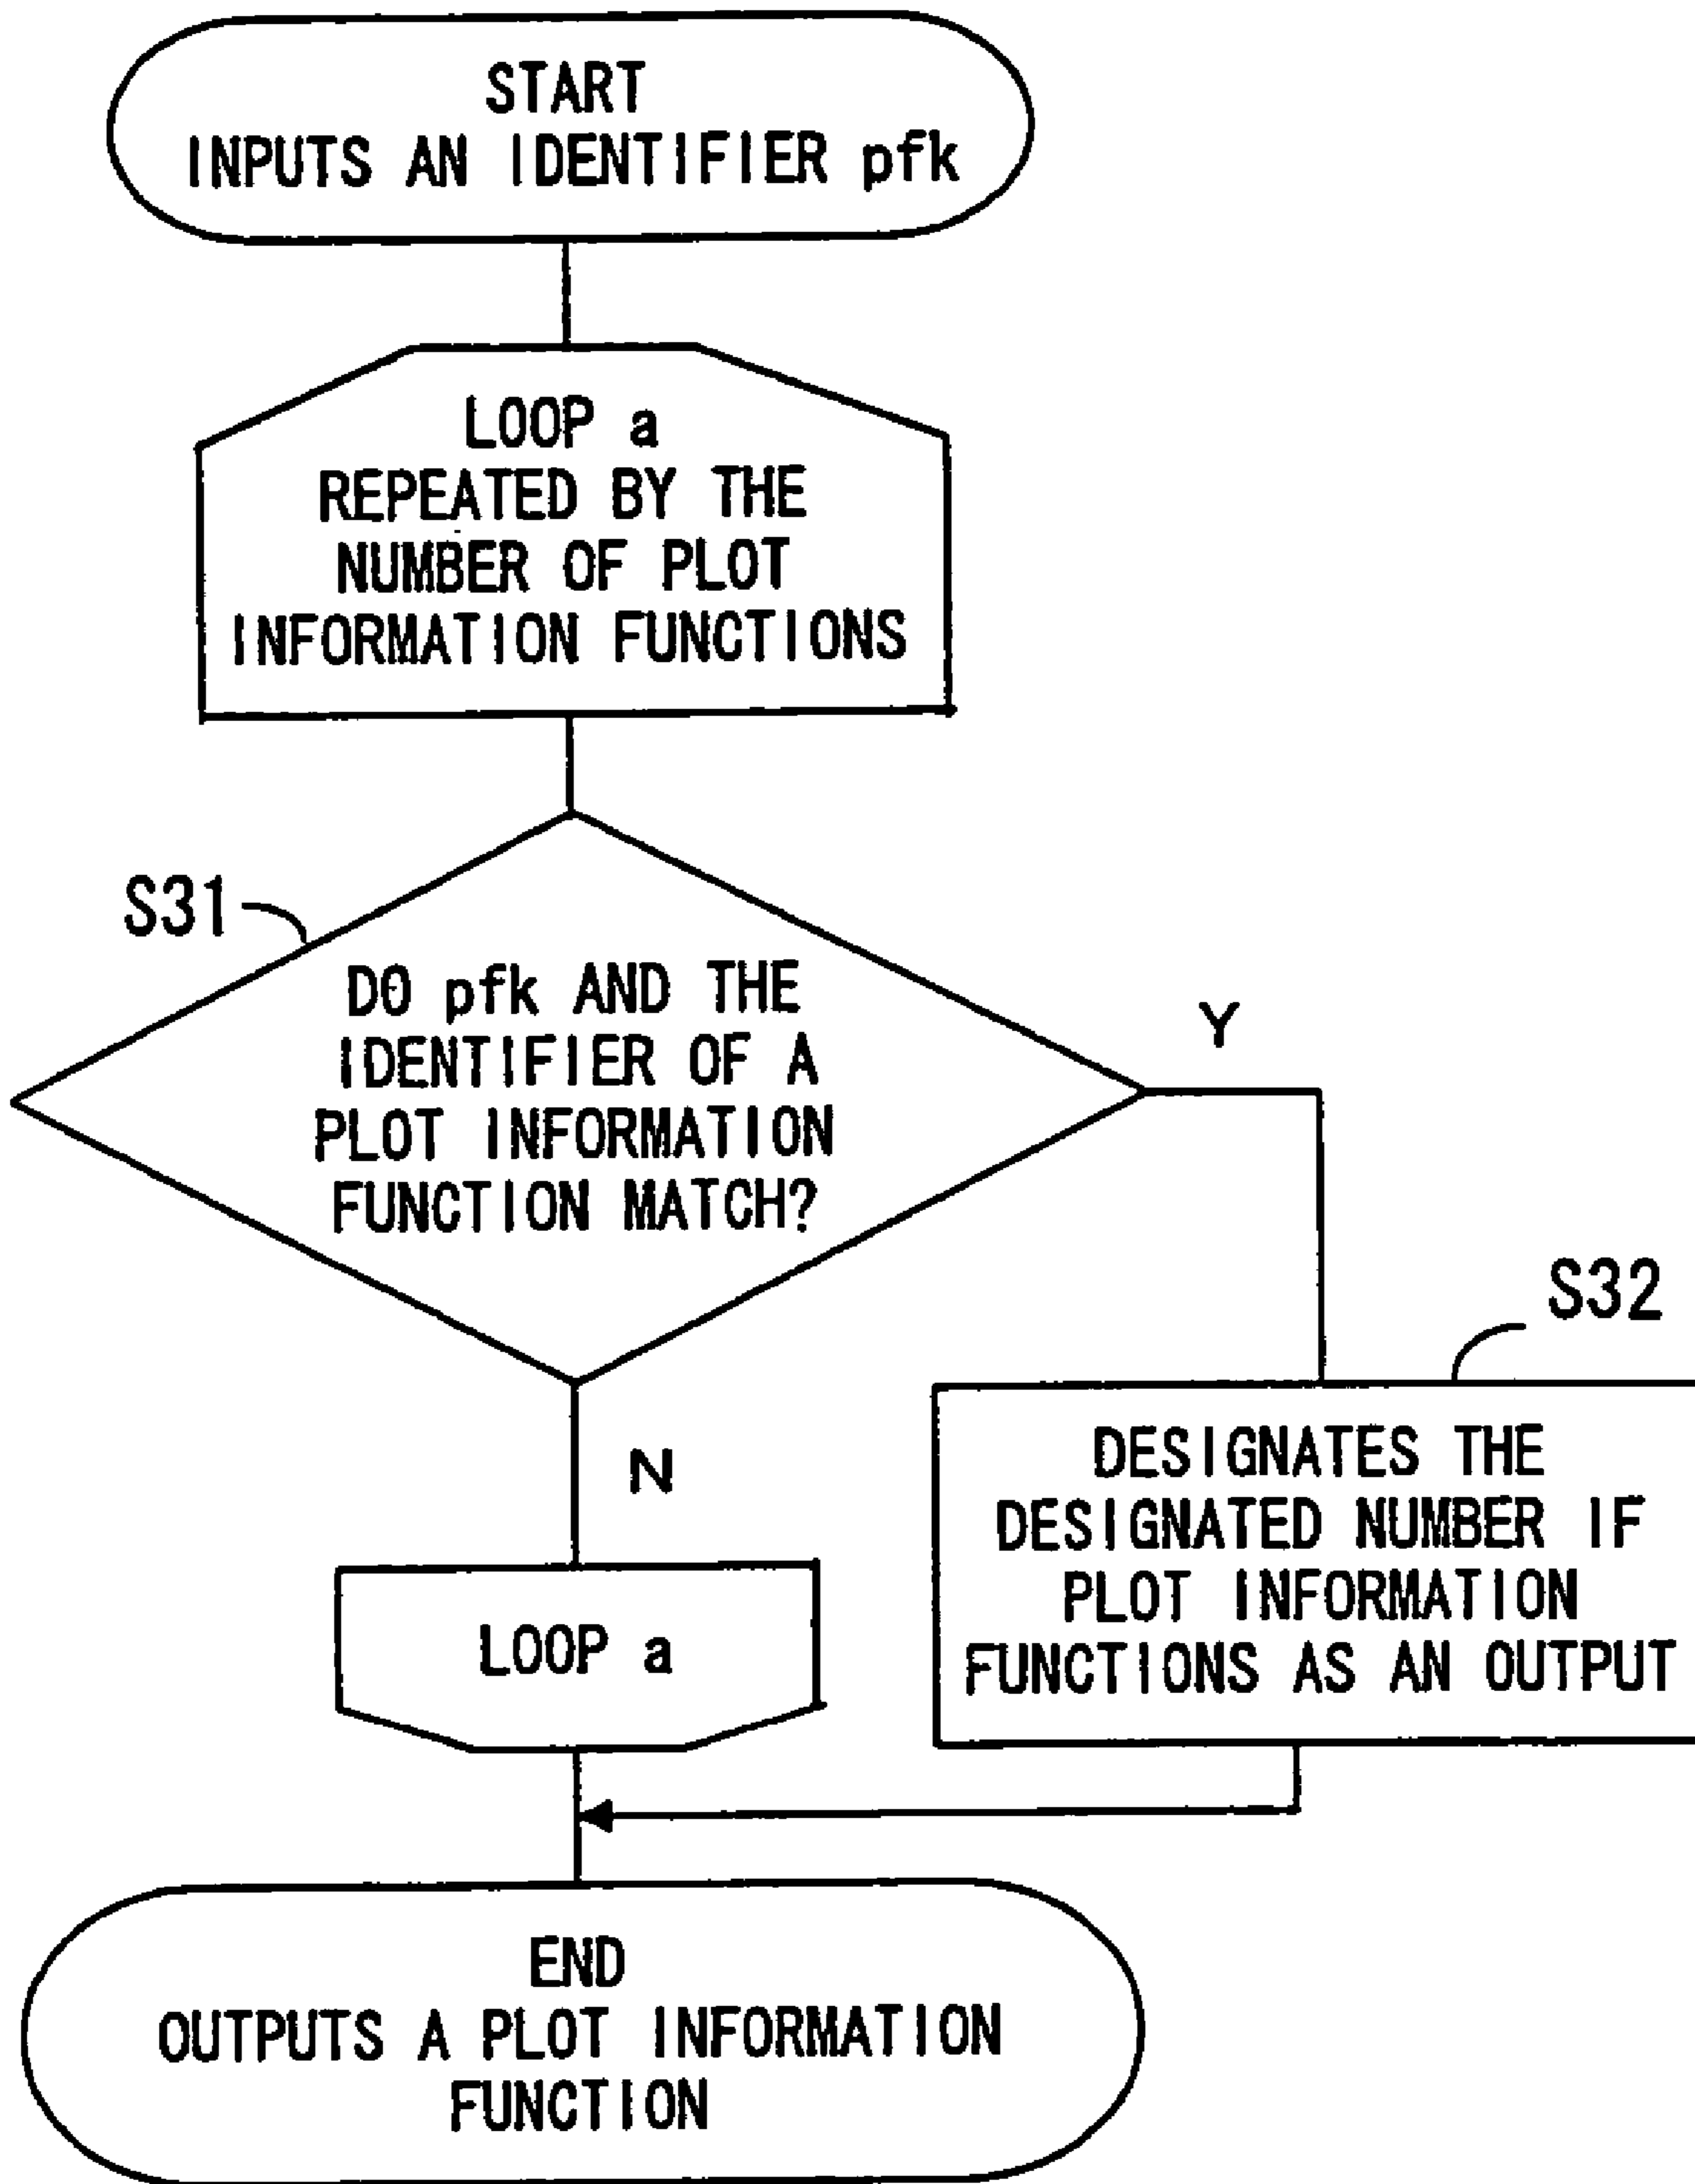 START
INPUTS AN IDENTIFIER pfk
LOOP a
REPEATED BY THE
NUMBER OF PLOT
INFORMATION FUNCTIONS
S31
DO pfk AND THE
IDENTIFIER OF A
PLOT INFORMATION
FUNCTION MATCH?
Y
S32
N
DESIGNATES THE
DESIGNATED NUMBER IF
PLOT INFORMATION
FUNCTIONS AS AN OUTPUT
LOOP a
END
OUTPUTS A PLOT INFORMATION
FUNCTION